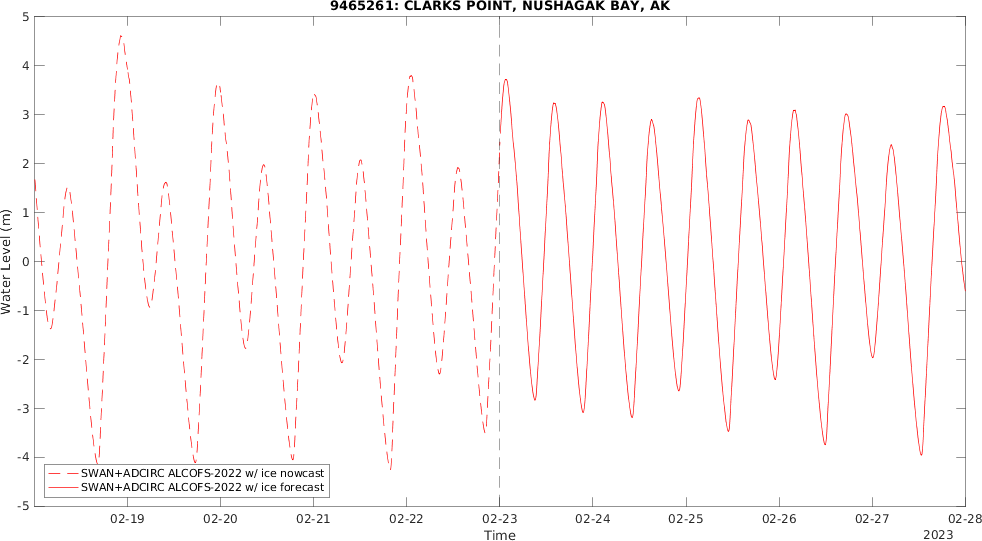 9465261: CLARKS POINT, NUSHAGAK BAY, AK
5
4
3
2
1
0
-1
-2
-3
-4
-5
Water Level (m)
SWAN+ADCIRC ALCOFS-2022 w/ ice nowcast
SWAN+ADCIRC ALCOFS-2022 w/ ice forecast
02-19 02-20 02-21 02-22 02-23 02-24 02-25 02-26 02-27 02-28
Time
2023